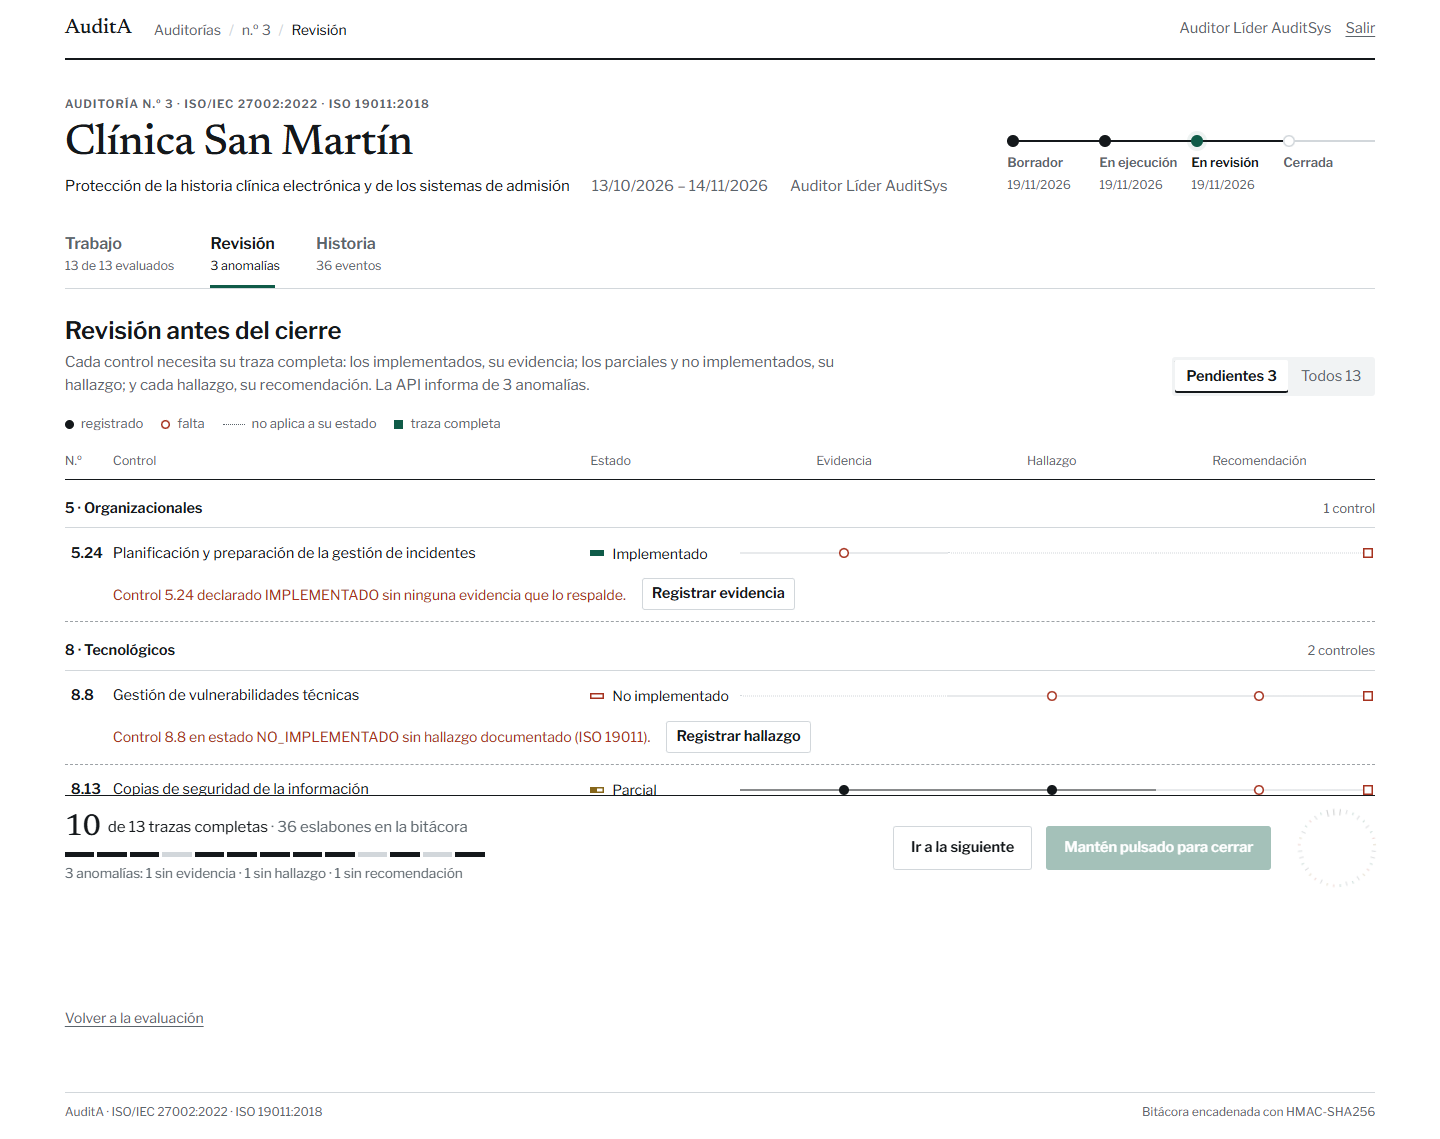 AuditA Auditorías / n.º 3 / Revisión Auditor Líder AuditSys Salir
AUDITORÍA N.º 3 · ISO/IEC 27002:2022 · ISO 19011:2018
Clínica San Martín
Protección de la historia clínica electrónica y de los sistemas de admisión 13/10/2026 – 14/11/2026 Auditor Líder AuditSys
Borrador En ejecución En revisión Cerrada
19/11/2026 19/11/2026 19/11/2026
Trabajo Revisión Historia
13 de 13 evaluados 3 anomalías 36 eventos
Revisión antes del cierre
Cada control necesita su traza completa: los implementados, su evidencia; los parciales y no implementados, su
hallazgo; y cada hallazgo, su recomendación. La API informa de 3 anomalías.
Pendientes 3 Todos 13
registrado falta no aplica a su estado traza completa
N.º Control Estado Evidencia Hallazgo Recomendación
5 · Organizacionales 1 control
5.24 Planificación y preparación de la gestión de incidentes Implementado
Control 5.24 declarado IMPLEMENTADO sin ninguna evidencia que lo respalde. Registrar evidencia
8 · Tecnológicos 2 controles
8.8 Gestión de vulnerabilidades técnicas No implementado
Control 8.8 en estado NO_IMPLEMENTADO sin hallazgo documentado (ISO 19011). Registrar hallazgo
8.13 Copias de seguridad de la información Parcial
10 de 13 trazas completas · 36 eslabones en la bitácora
Ir a la siguiente Mantén pulsado para cerrar
3 anomalías: 1 sin evidencia · 1 sin hallazgo · 1 sin recomendación
Volver a la evaluación
AuditA · ISO/IEC 27002:2022 · ISO 19011:2018 Bitácora encadenada con HMAC-SHA256